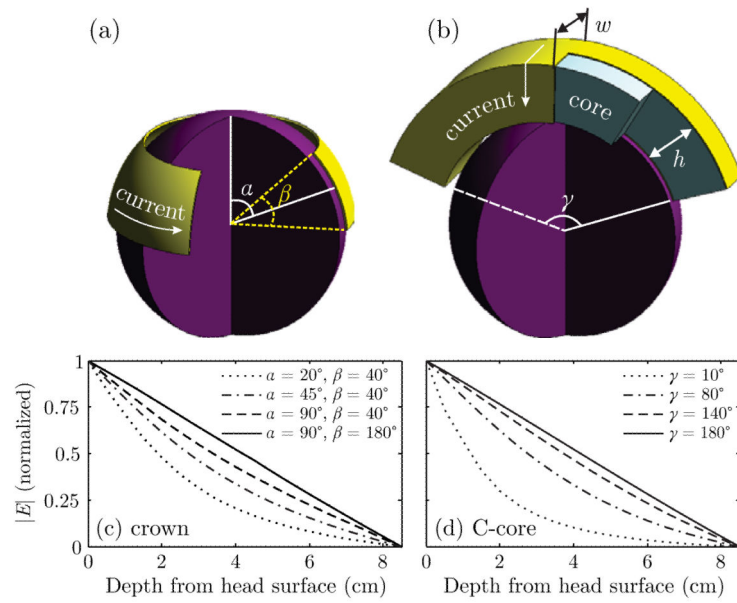 (a)
(b)
w
current
core
h
γ
α
β
current
1
0.75
0.5
0.25
0
|E| (normalized)
α = 20°, β = 40°
α = 45°, β = 40°
α = 90°, β = 40°
α = 90°, β = 180°
(c) crown
0 2 4 6 8
Depth from head surface (cm)
γ = 10°
γ = 80°
γ = 140°
γ = 180°
(d) C-core
0 2 4 6 8
Depth from head surface (cm)